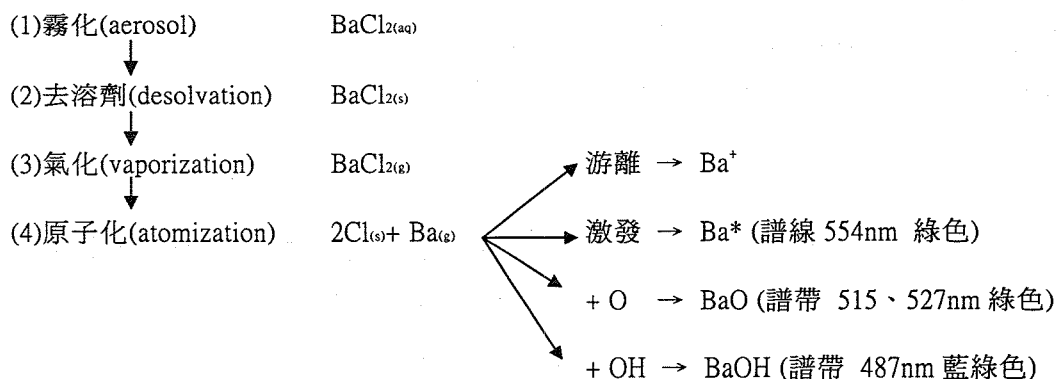 (1)霧化(aerosol) BaCl2(aq)
(2)去溶劑(desolvation) BaCl2(s)
(3)氣化(vaporization) BaCl2(g) 游離 → Ba⁺
(4)原子化(atomization) 2Cl(s)+ Ba(g) 激發 → Ba* (譜線 554nm 綠色)
+ O → BaO (譜帶 515、527nm 綠色)
+ OH → BaOH (譜帶 487nm 藍綠色)